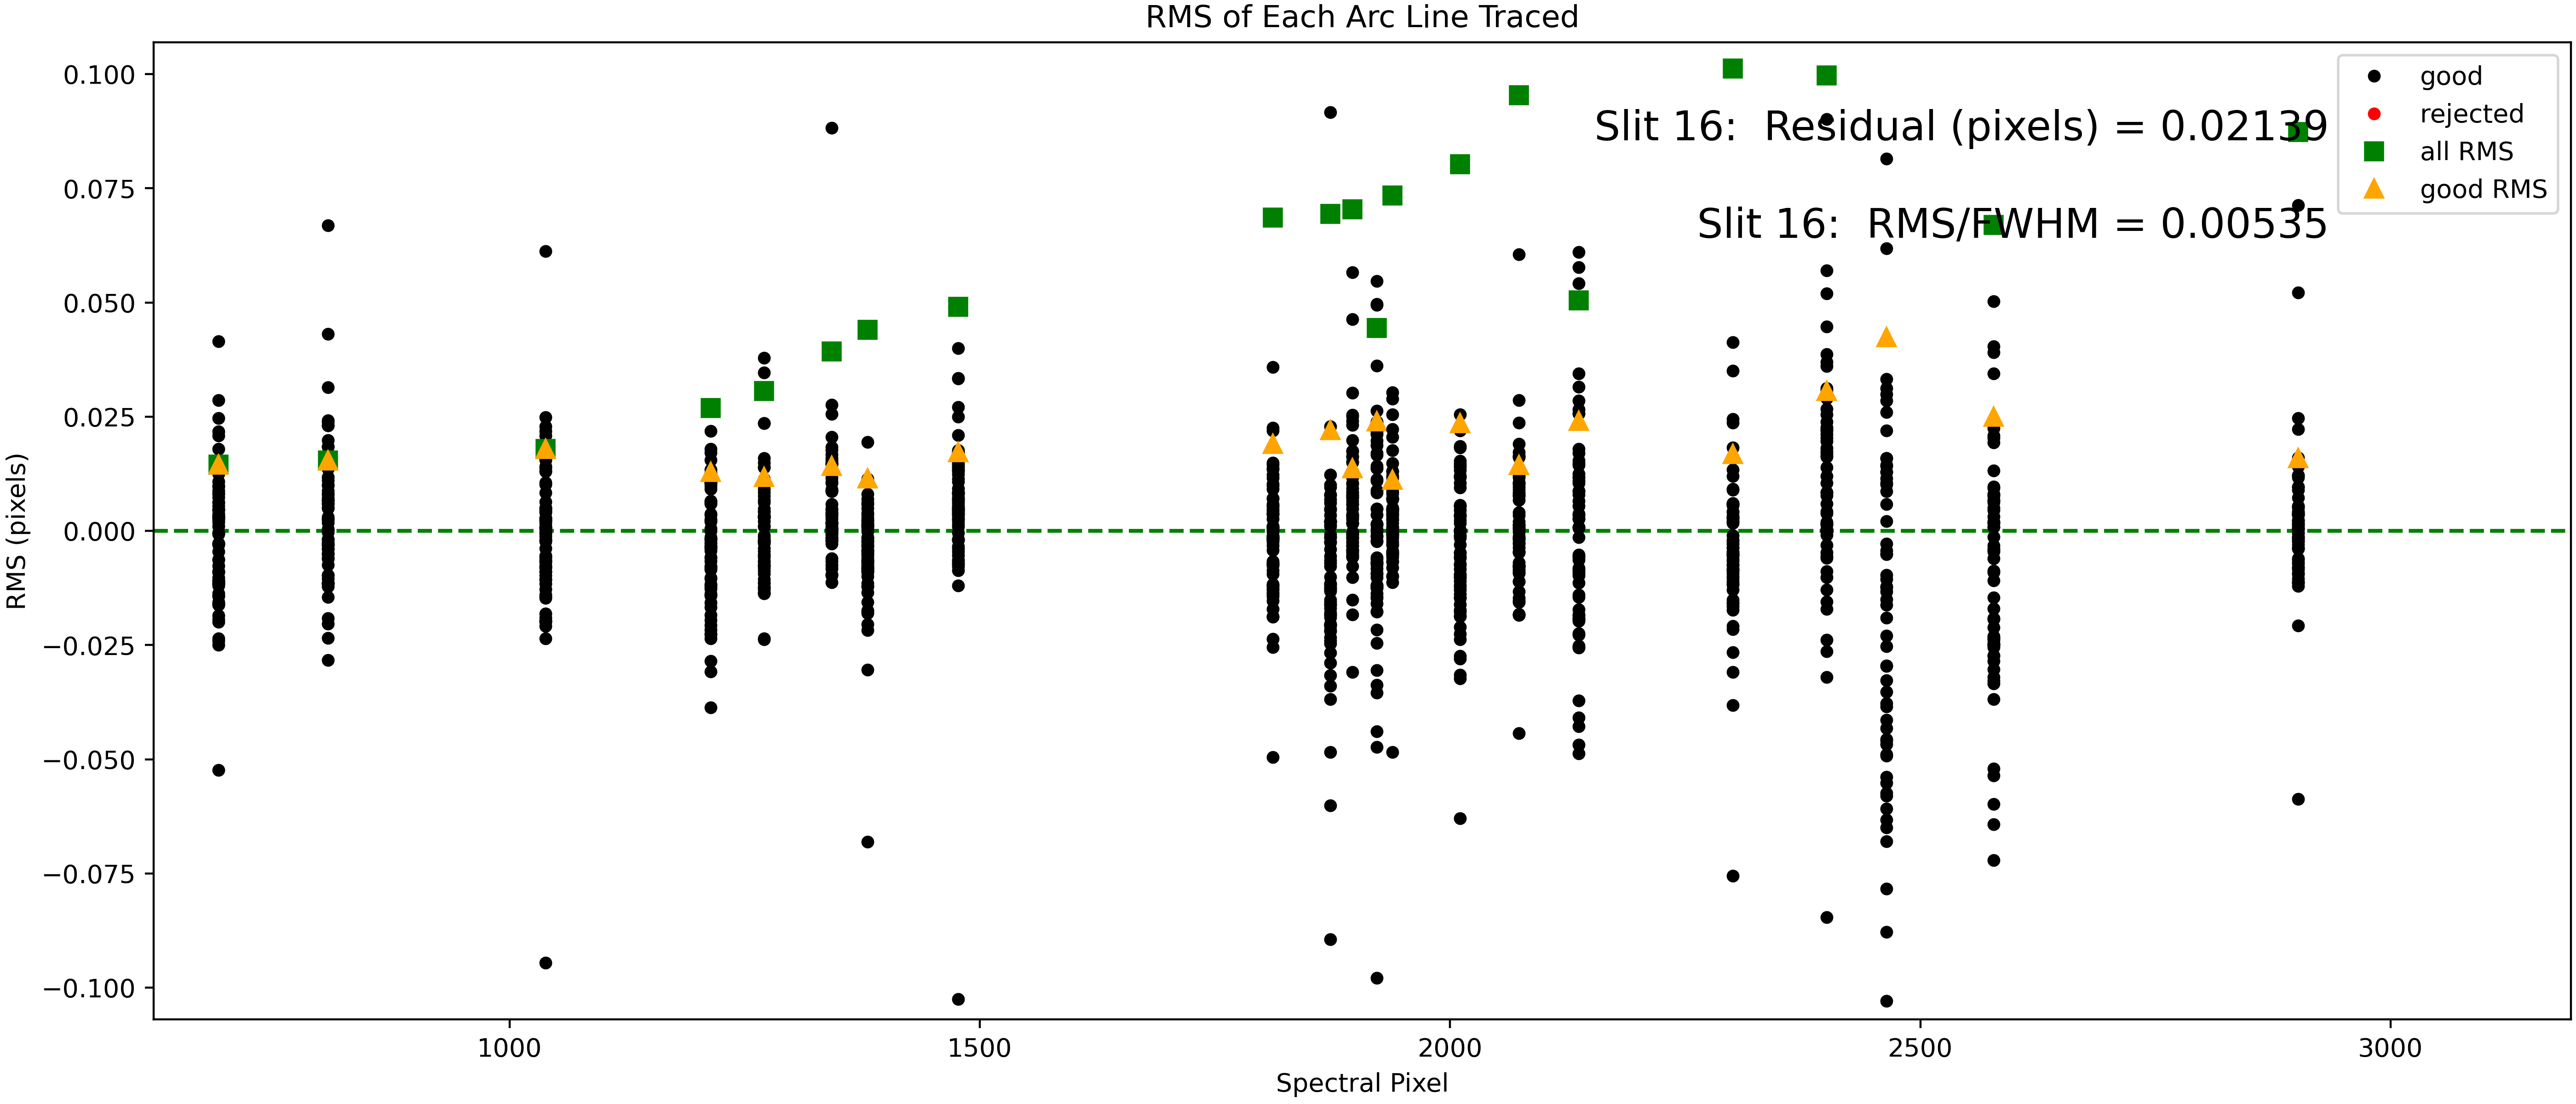 RMS of Each Arc Line Traced
0.100
0.075
0.050
0.025
0.000
−0.025
−0.050
−0.075
−0.100
RMS (pixels)
good
rejected
all RMS
good RMS
Slit 16:  Residual (pixels) = 0.02139
Slit 16:  RMS/FWHM = 0.00535
1000
1500
2000
2500
3000
Spectral Pixel